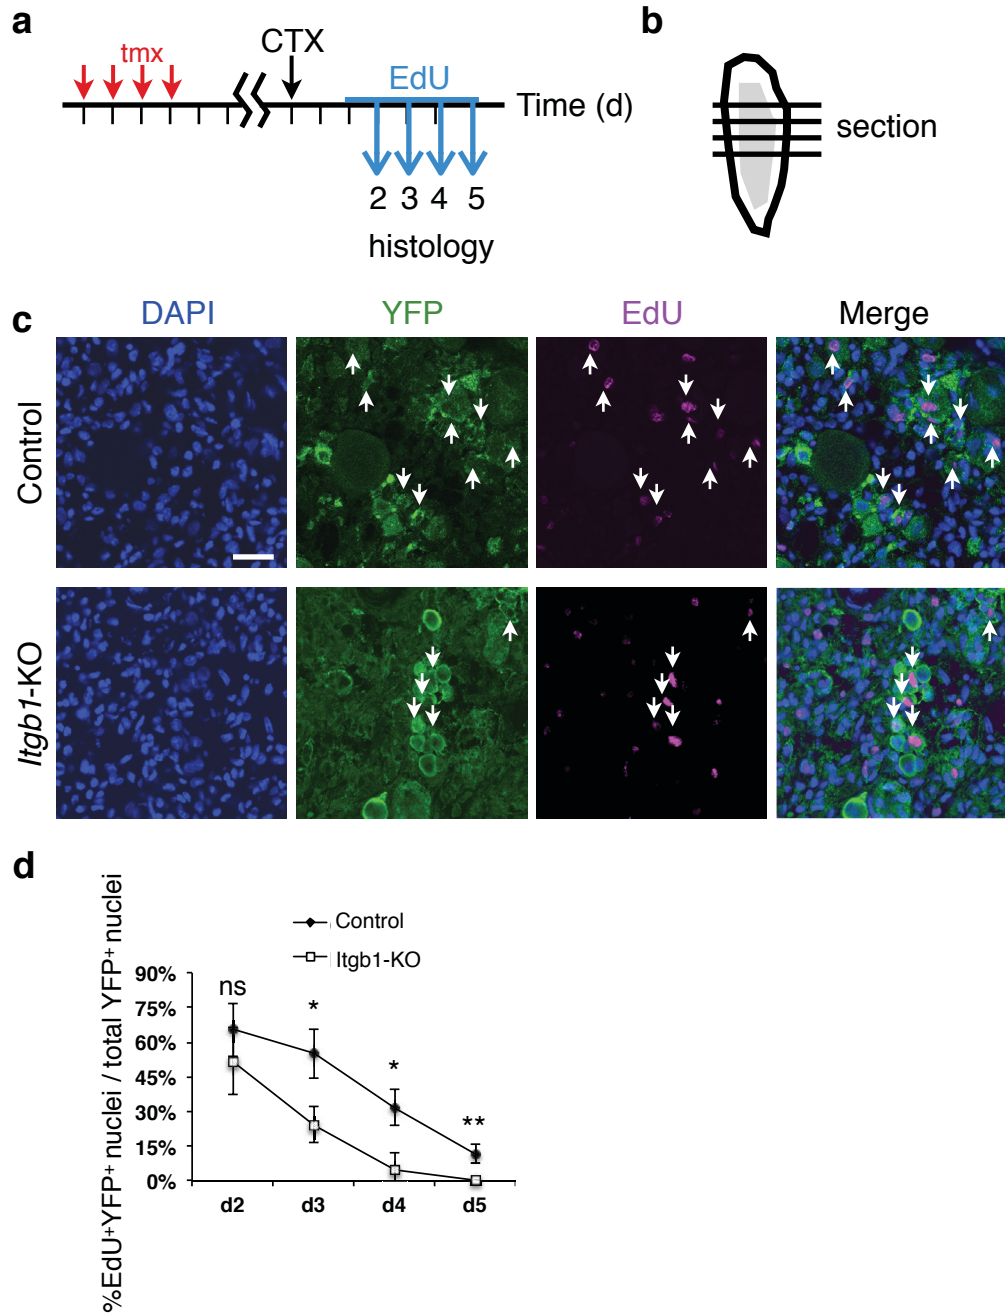 a
tmx
CTX
EdU
Time (d)
2 3 4 5
histology
b
section
c
DAPI YFP EdU Merge
Control
Itgb1-KO
d
%EdU+YFP+ nuclei / total YFP+ nuclei
Control
Itgb1-KO
90%
75%
60%
45%
30%
15%
0%
ns * * **
d2 d3 d4 d5